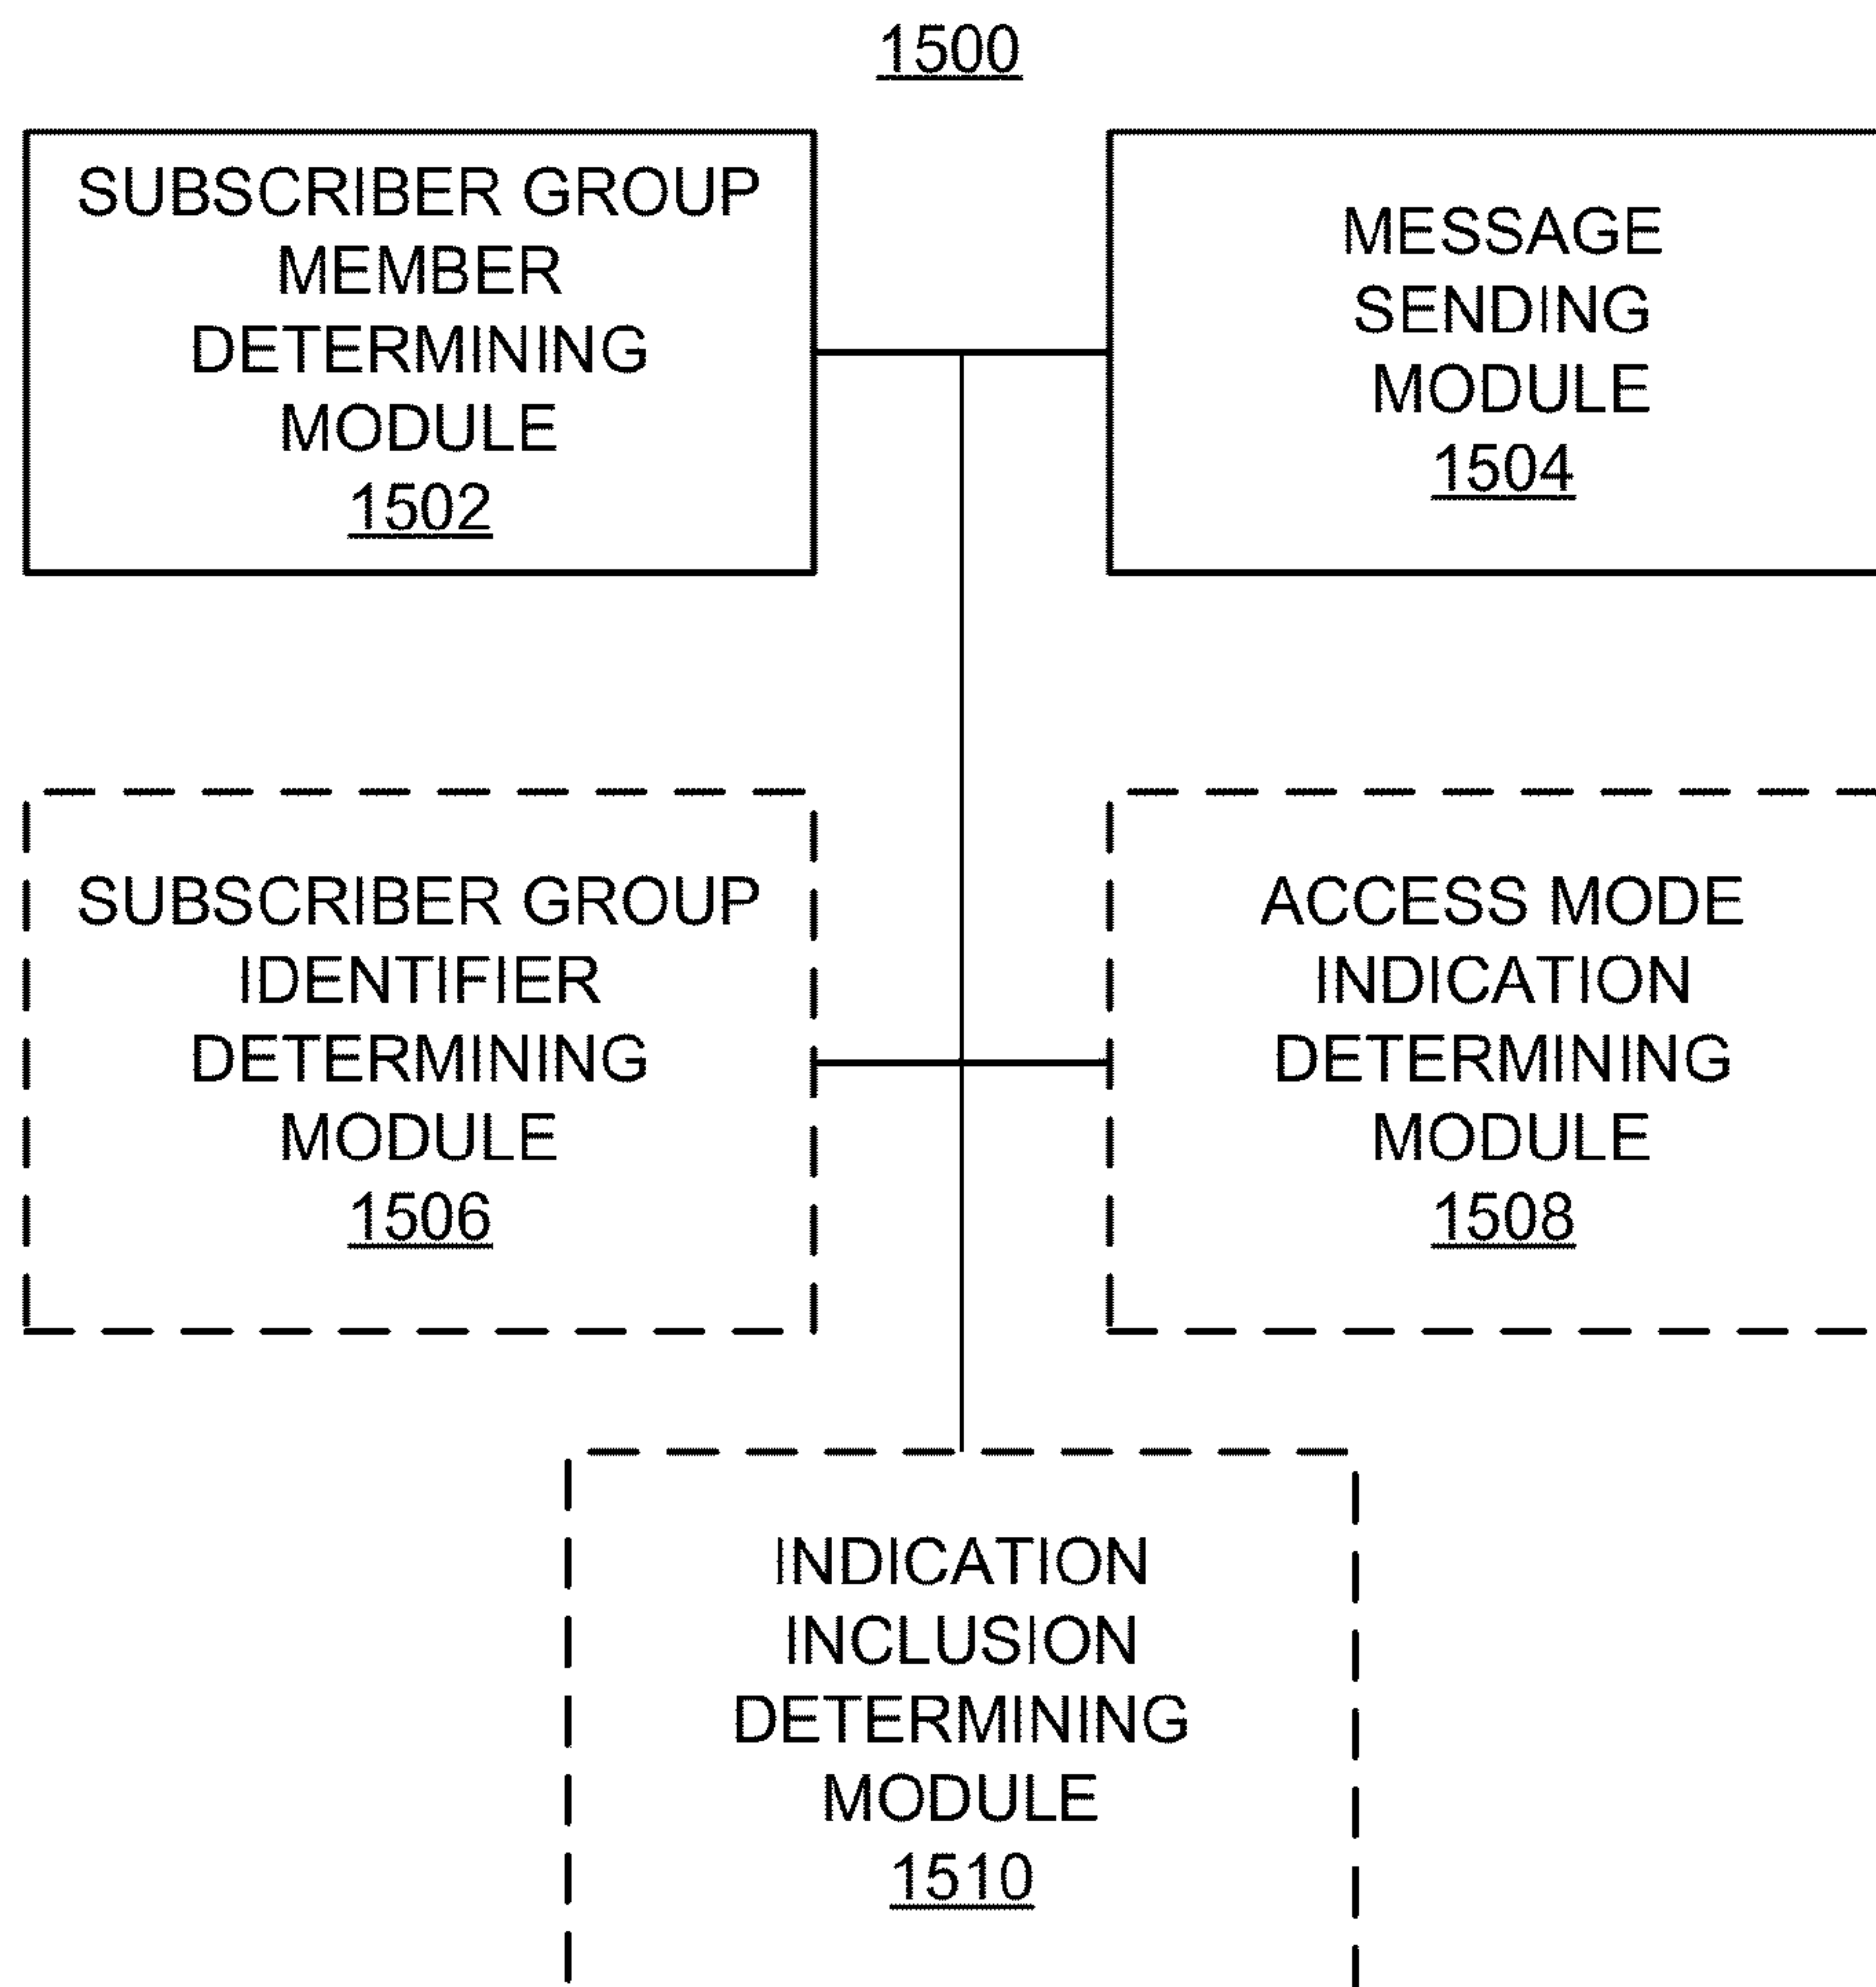 1500
SUBSCRIBER GROUP
MEMBER
DETERMINING
MODULE
1502
MESSAGE
SENDING
MODULE
1504
SUBSCRIBER GROUP
IDENTIFIER
DETERMINING
MODULE
1506
ACCESS MODE
INDICATION
DETERMINING
MODULE
1508
INDICATION
INCLUSION
DETERMINING
MODULE
1510